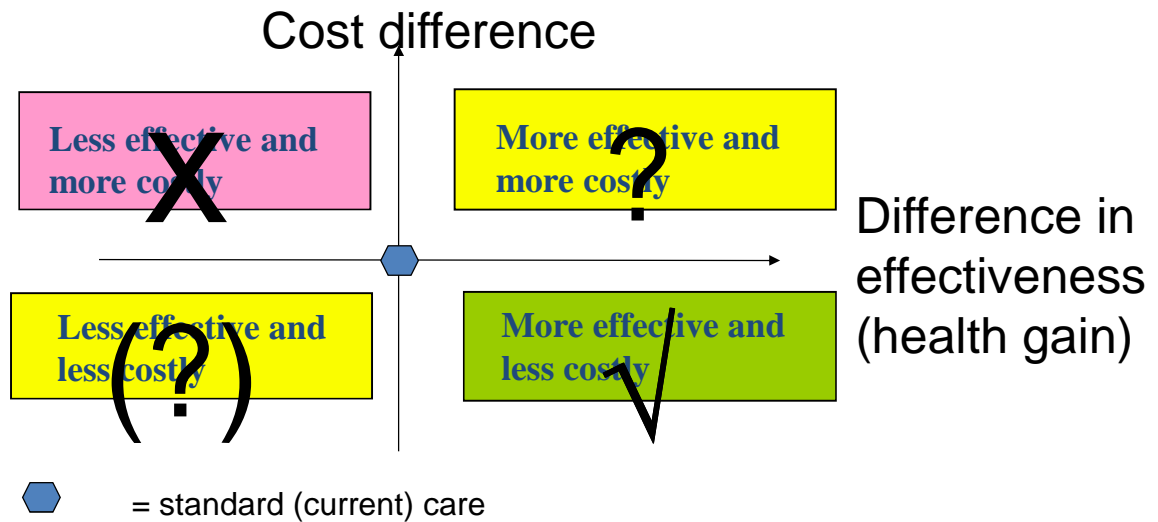 Cost difference
Less effective and
more costly
X
More effective and
more costly
?
Difference in
effectiveness
(health gain)
Less effective and
less costly
(?)
More effective and
less costly
√
= standard (current) care